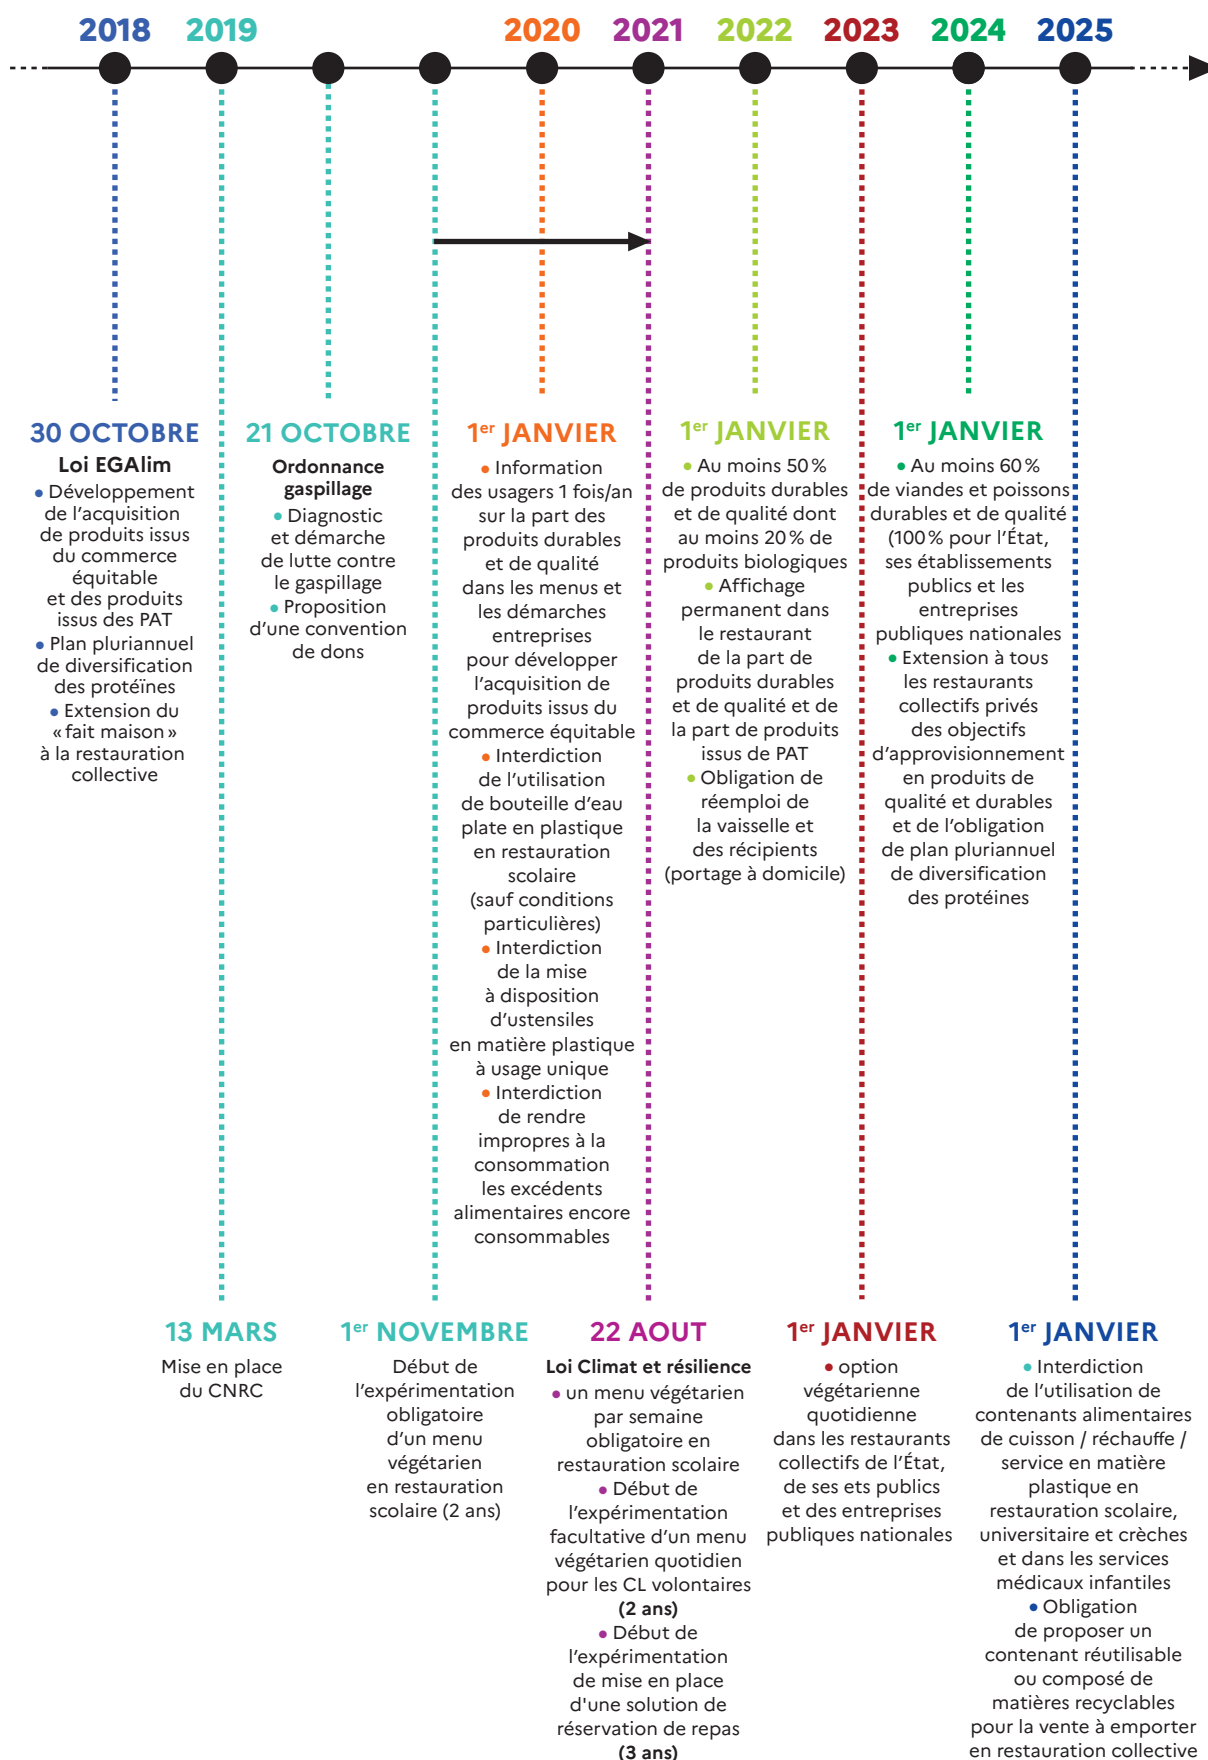 2018
2019
2020
2021
2022
2023
2024
2025
30 OCTOBRE
Loi EGAlim
• Développement
de l'acquisition
de produits issus
du commerce
équitable
et des produits
issus des PAT
• Plan pluriannuel
de diversification
des protéïnes
• Extension du
« fait maison »
à la restauration
collective
21 OCTOBRE
Ordonnance
gaspillage
• Diagnostic
et démarche
de lutte contre
le gaspillage
• Proposition
d'une convention
de dons
1er JANVIER
• Information
des usagers 1 fois/an
sur la part des
produits durables
et de qualité
dans les menus et
les démarches
entreprises
pour développer
l'acquisition de
produits issus du
commerce équitable
• Interdiction
de l'utilisation
de bouteille d'eau
plate en plastique
en restauration
scolaire
(sauf conditions
particulières)
• Interdiction
de la mise
à disposition
d'ustensiles
en matière plastique
à usage unique
• Interdiction
de rendre
impropres à la
consommation
les excédents
alimentaires encore
consommables
1er JANVIER
• Au moins 50 %
de produits durables
et de qualité dont
au moins 20 % de
produits biologiques
• Affichage
permanent dans
le restaurant
de la part de
produits durables
et de qualité et de
la part de produits
issus de PAT
• Obligation de
réemploi de
la vaisselle et
des récipients
(portage à domicile)
1er JANVIER
• Au moins 60 %
de viandes et poissons
durables et de qualité
(100 % pour l'État,
ses établissements
publics et les
entreprises
publiques nationales
• Extension à tous
les restaurants
collectifs privés
des objectifs
d'approvisionnement
en produits de
qualité et durables
et de l'obligation
de plan pluriannuel
de diversification
des protéines
13 MARS
Mise en place
du CNRC
1er NOVEMBRE
Début de
l'expérimentation
obligatoire
d'un menu
végétarien
en restauration
scolaire (2 ans)
22 AOUT
Loi Climat et résilience
• un menu végétarien
par semaine
obligatoire en
restauration scolaire
• Début de
l'expérimentation
facultative d'un menu
végétarien quotidien
pour les CL volontaires
(2 ans)
• Début de
l'expérimentation
de mise en place
d'une solution de
réservation de repas
(3 ans)
1er JANVIER
• option
végétarienne
quotidienne
dans les restaurants
collectifs de l'État,
de ses ets publics
et des entreprises
publiques nationales
1er JANVIER
• Interdiction
de l'utilisation de
contenants alimentaires
de cuisson / réchauffe /
service en matière
plastique en
restauration scolaire,
universitaire et crèches
et dans les services
médicaux infantiles
• Obligation
de proposer un
contenant réutilisable
ou composé de
matières recyclables
pour la vente à emporter
en restauration collective